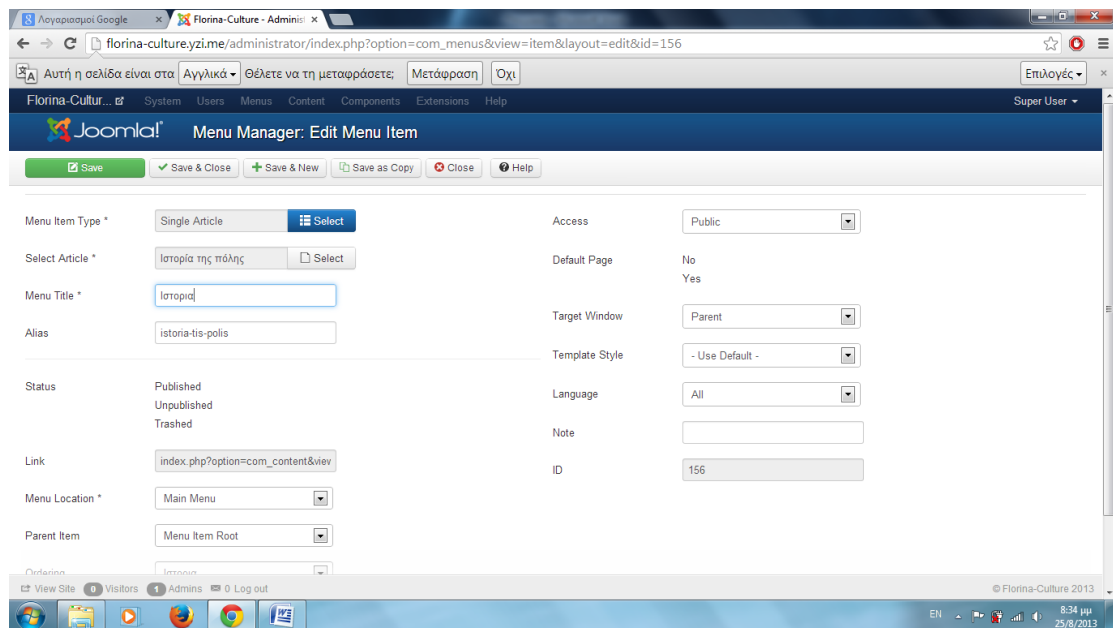 Λογαριασμοί Google
Florina-Culture - Adminis
florina-culture.yzi.me/administrator/index.php?option=com_menus&view=item&layout=edit&id=156
Αυτή η σελίδα είναι στα Αγγλικά Θέλετε να τη μεταφράσετε; Μετάφραση Όχι Επιλογές
Florina-Cultur... System Users Menus Content Components Extensions Help Super User
Joomla! Menu Manager: Edit Menu Item
Save Save & Close Save & New Save as Copy Close Help
Menu Item Type * Single Article Select
Select Article * Ιστορία της πόλης Select
Menu Title * Ιστορια
Alias istoria-tis-polis
Status Published
Unpublished
Trashed
Link index.php?option=com_content&view
Menu Location * Main Menu
Parent Item Menu Item Root
Ordering Ιστορια
Access Public
Default Page No
Yes
Target Window Parent
Template Style - Use Default -
Language All
Note
ID 156
View Site 0 Visitors 1 Admins 0 Log out © Florina-Culture 2013
EN 8:34 μμ
25/8/2013